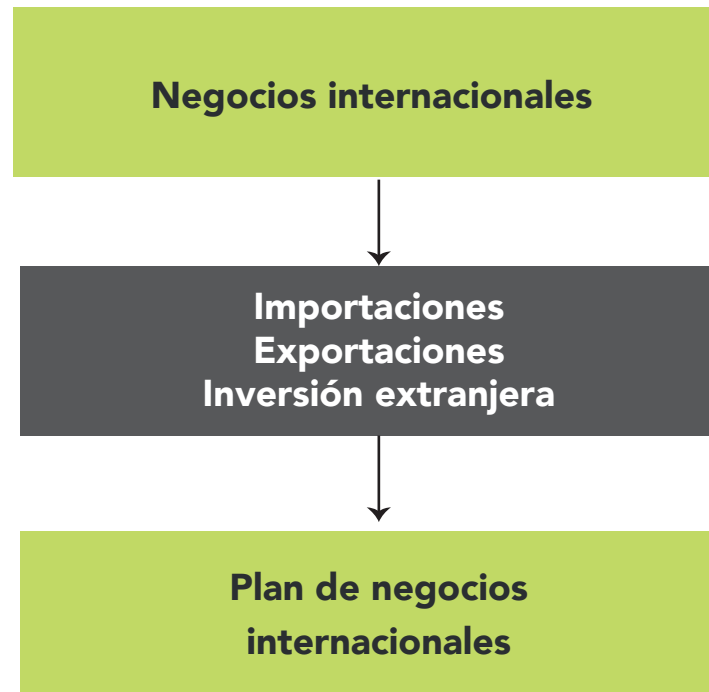 Negocios internacionales
Importaciones
Exportaciones
Inversión extranjera
Plan de negocios
internacionales